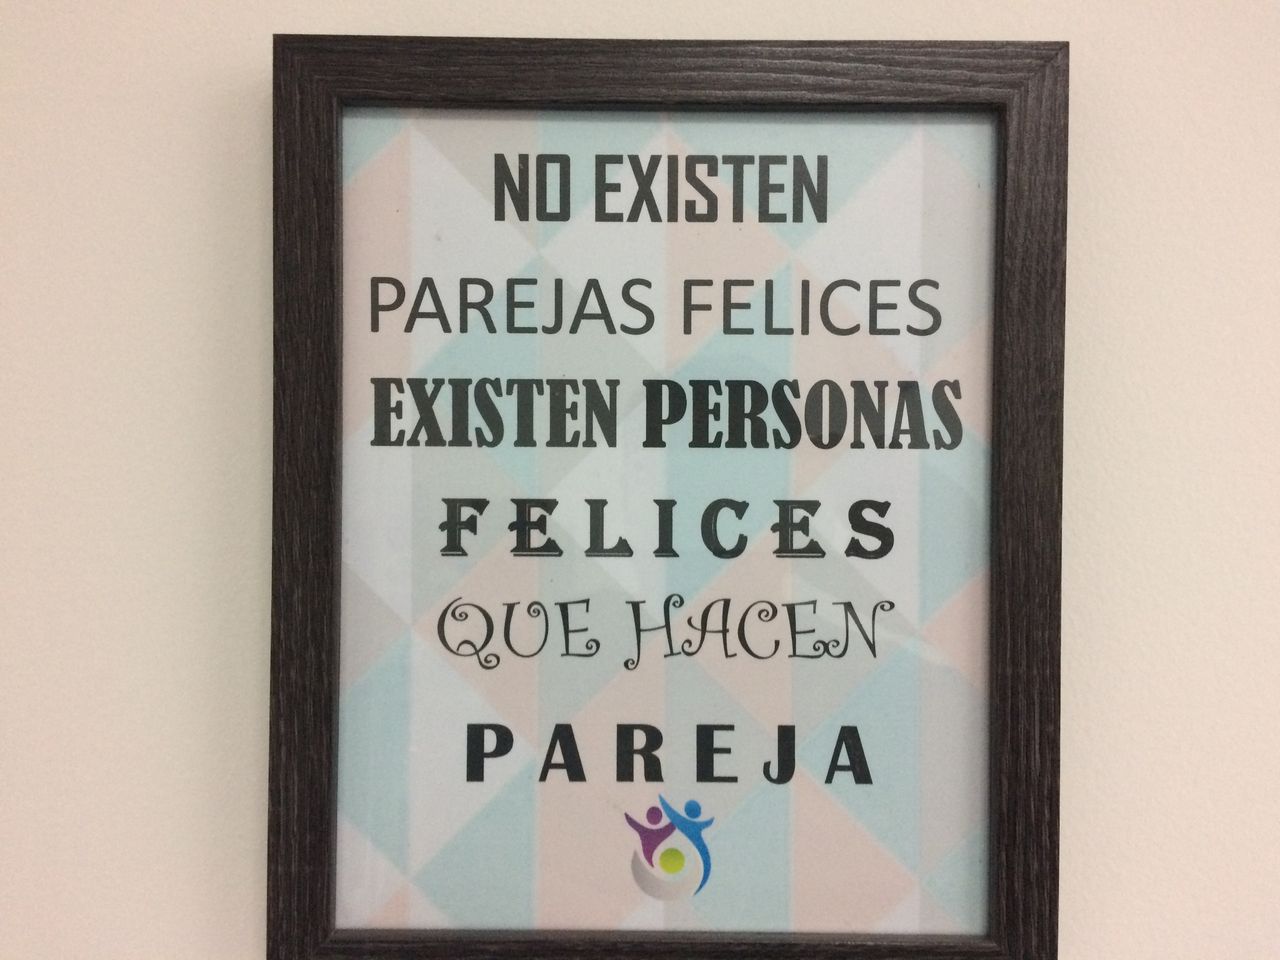 NO EXISTEN
PAREJAS FELICES
EXISTEN PERSONAS
FELICES
QUE HACEN
PAREJA